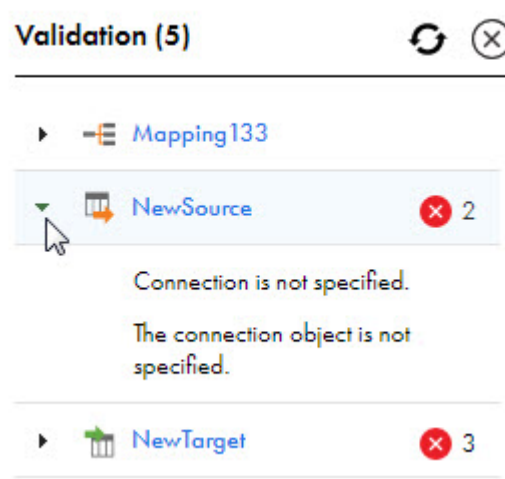 Validation (5)
Mapping133
NewSource 2
Connection is not specified.
The connection object is not
specified.
NewTarget 3